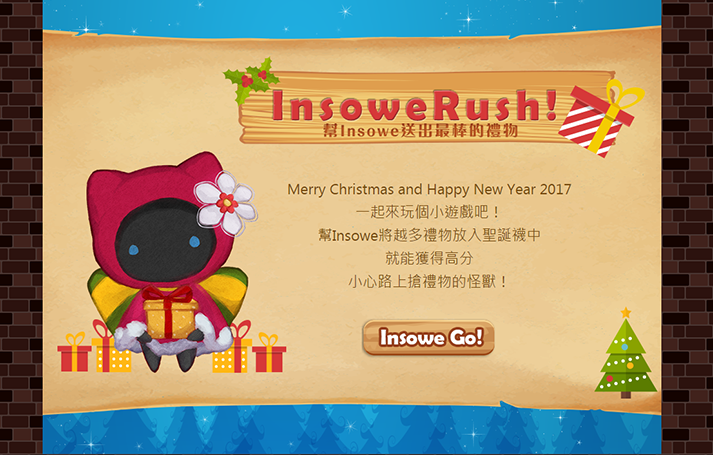 InsoweRush!
幫Insowe送出最棒的禮物
Merry Christmas and Happy New Year 2017
一起來玩個小遊戲吧！
幫Insowe將越多禮物放入聖誕襪中
就能獲得高分
小心路上搶禮物的怪獸！
Insowe Go!